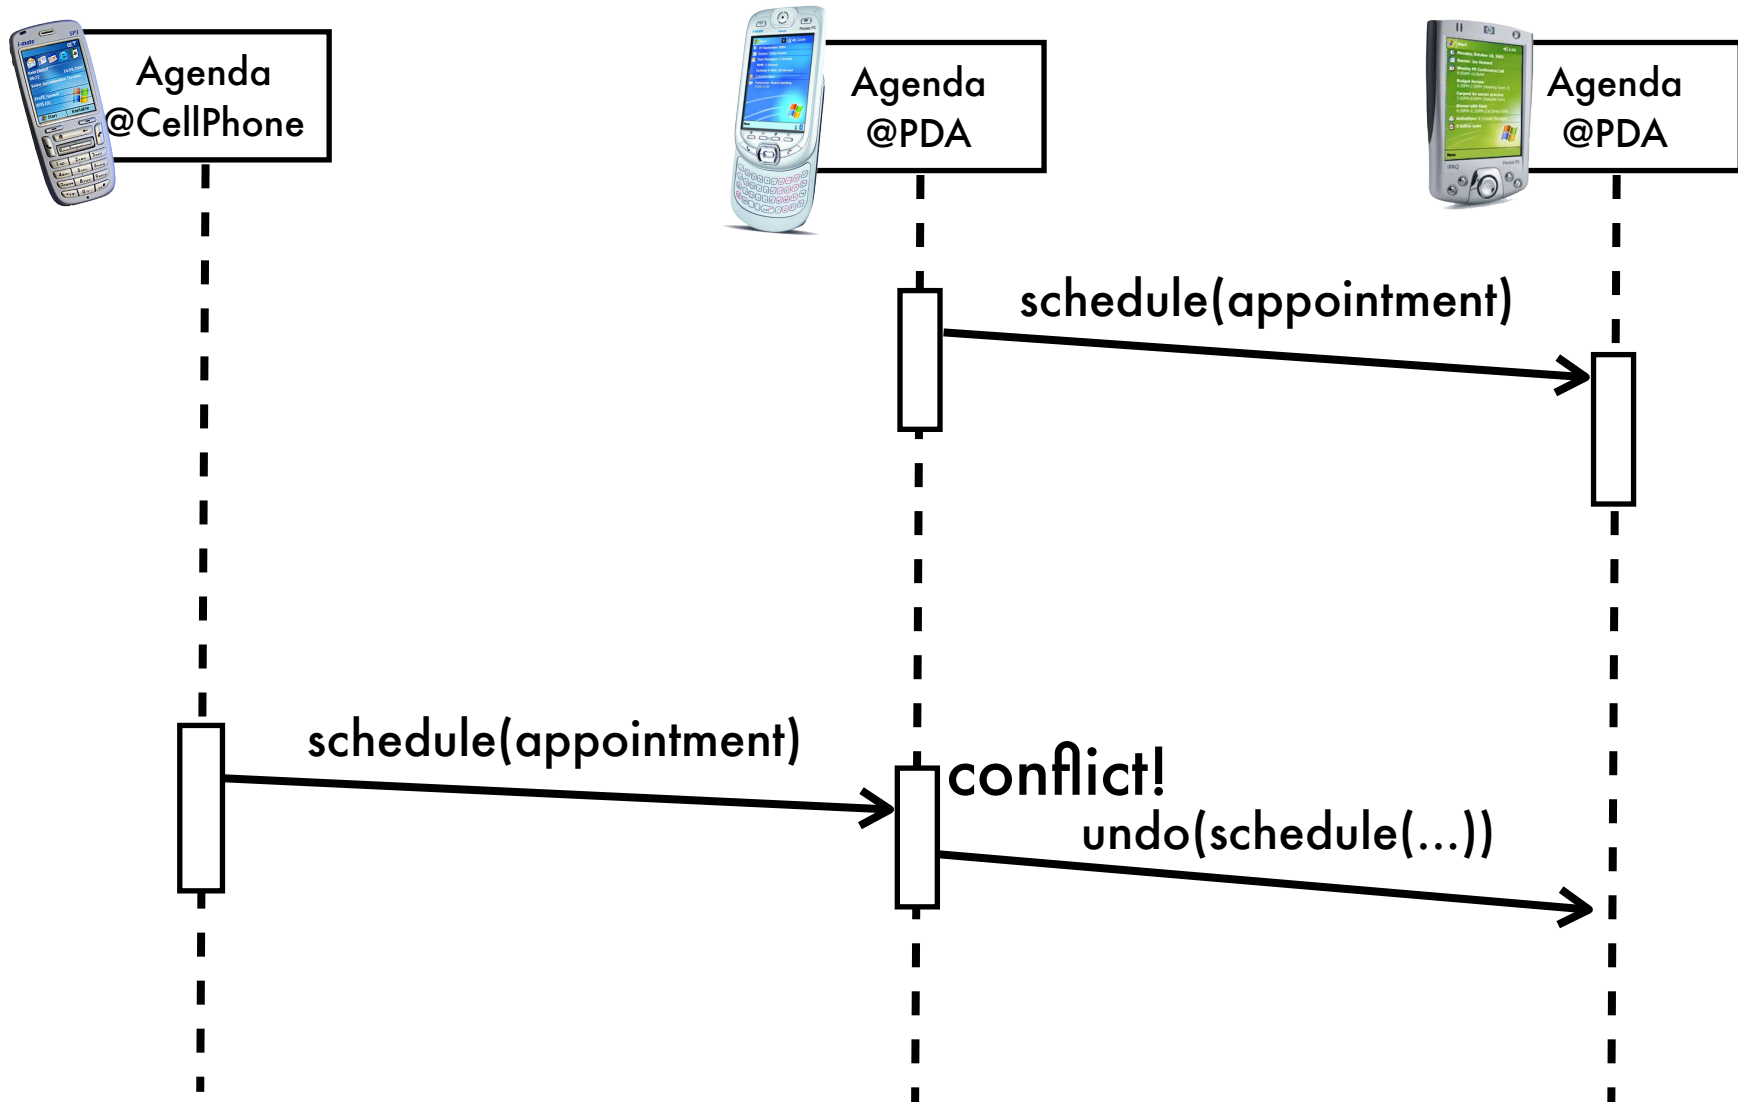 Agenda
@CellPhone
Agenda
@PDA
Agenda
@PDA
schedule(appointment)
schedule(appointment)
conflict!
undo(schedule(...))